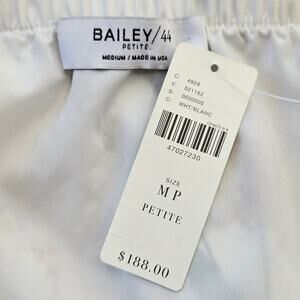 BAILEY/44
PETITE.
MEDIUM / MADE IN USA
C: 4928
V: 021162
S: 0000005
C: WHT/BLANC
47027230
SIZE
M P
PETITE
$188.00